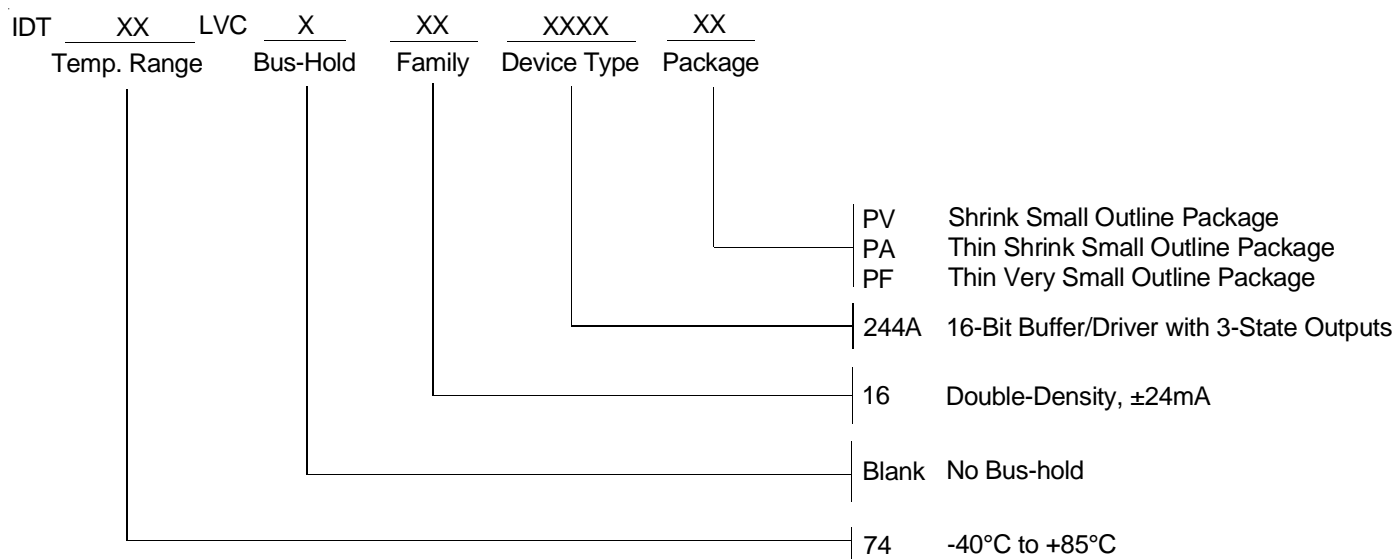 IDT XX LVC X XX XXXX XX
Temp. Range Bus-Hold Family Device Type Package
PV Shrink Small Outline Package
PA Thin Shrink Small Outline Package
PF Thin Very Small Outline Package
244A 16-Bit Buffer/Driver with 3-State Outputs
16 Double-Density, ±24mA
Blank No Bus-hold
74 -40°C to +85°C